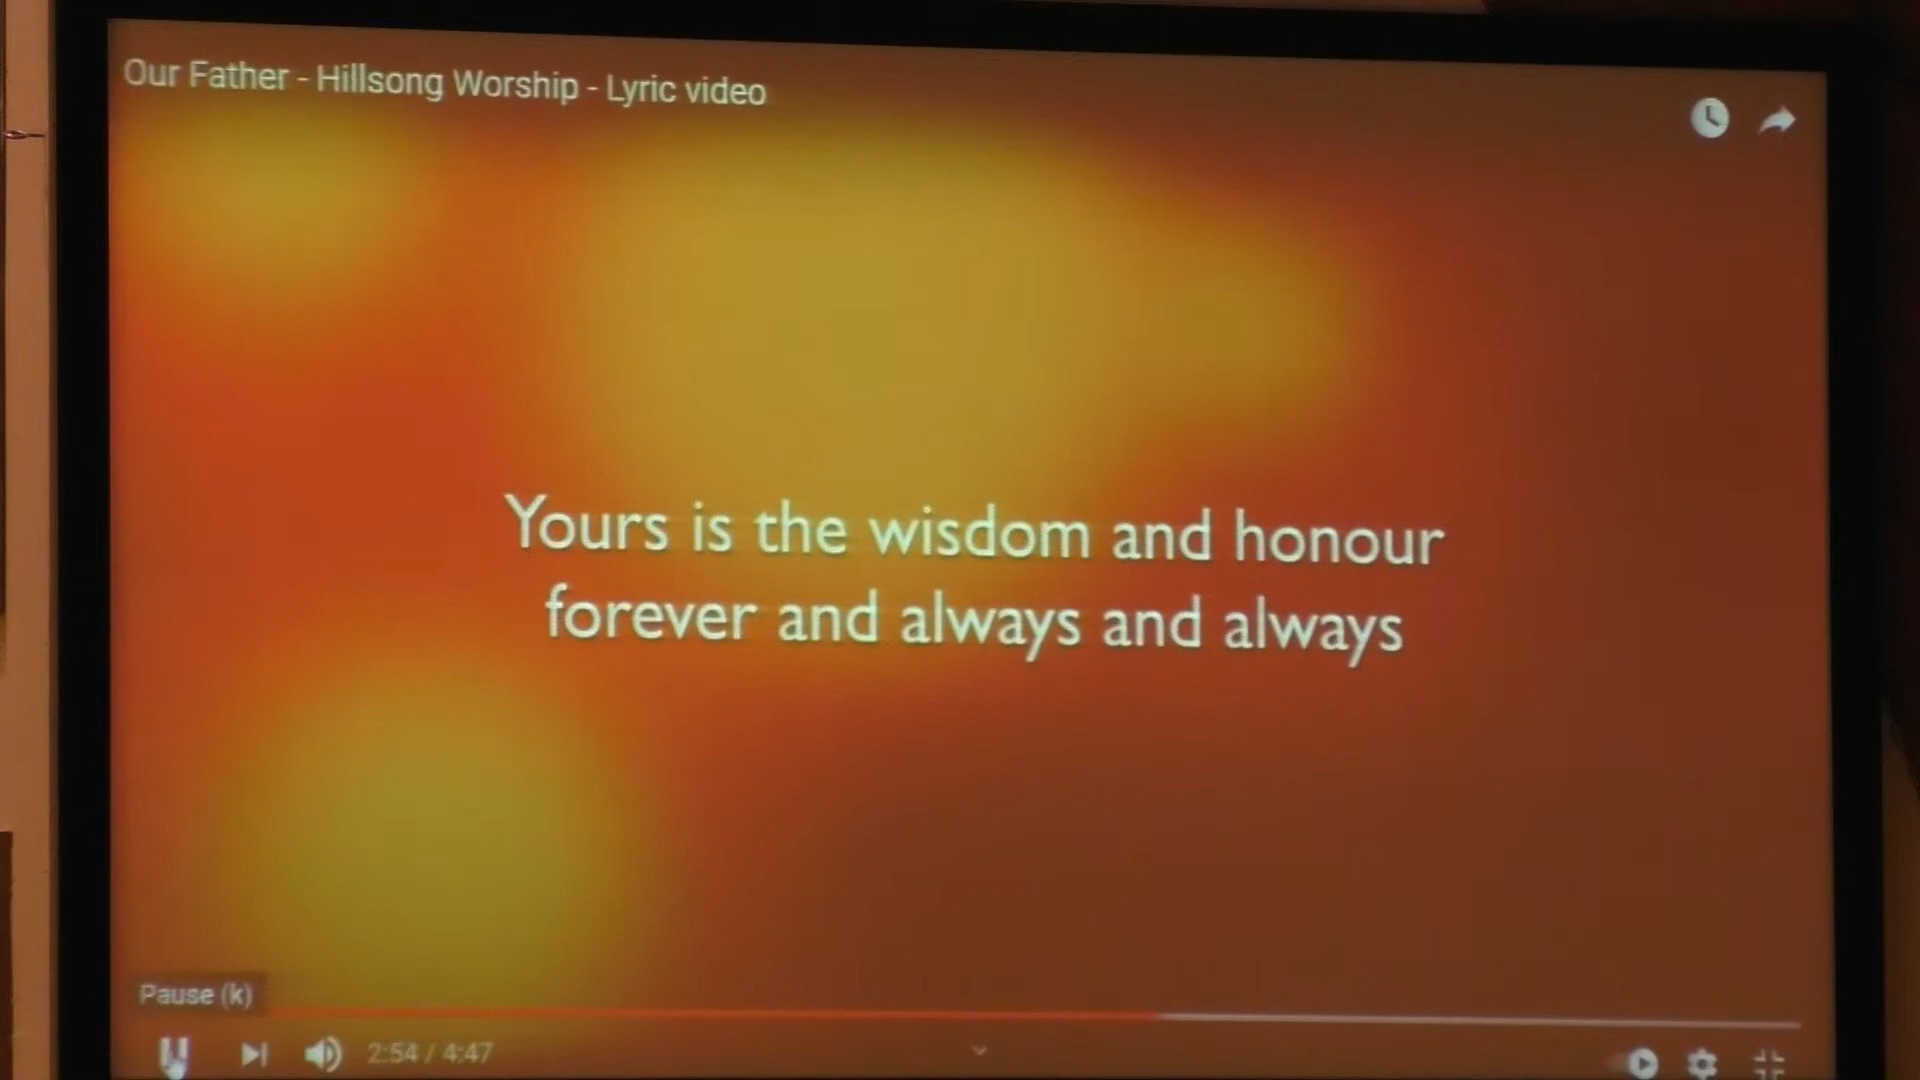 Our Father - Hillsong Worship - Lyric video
Yours is the wisdom and honour
forever and always and always
Pause (k)
2:54 / 4:47